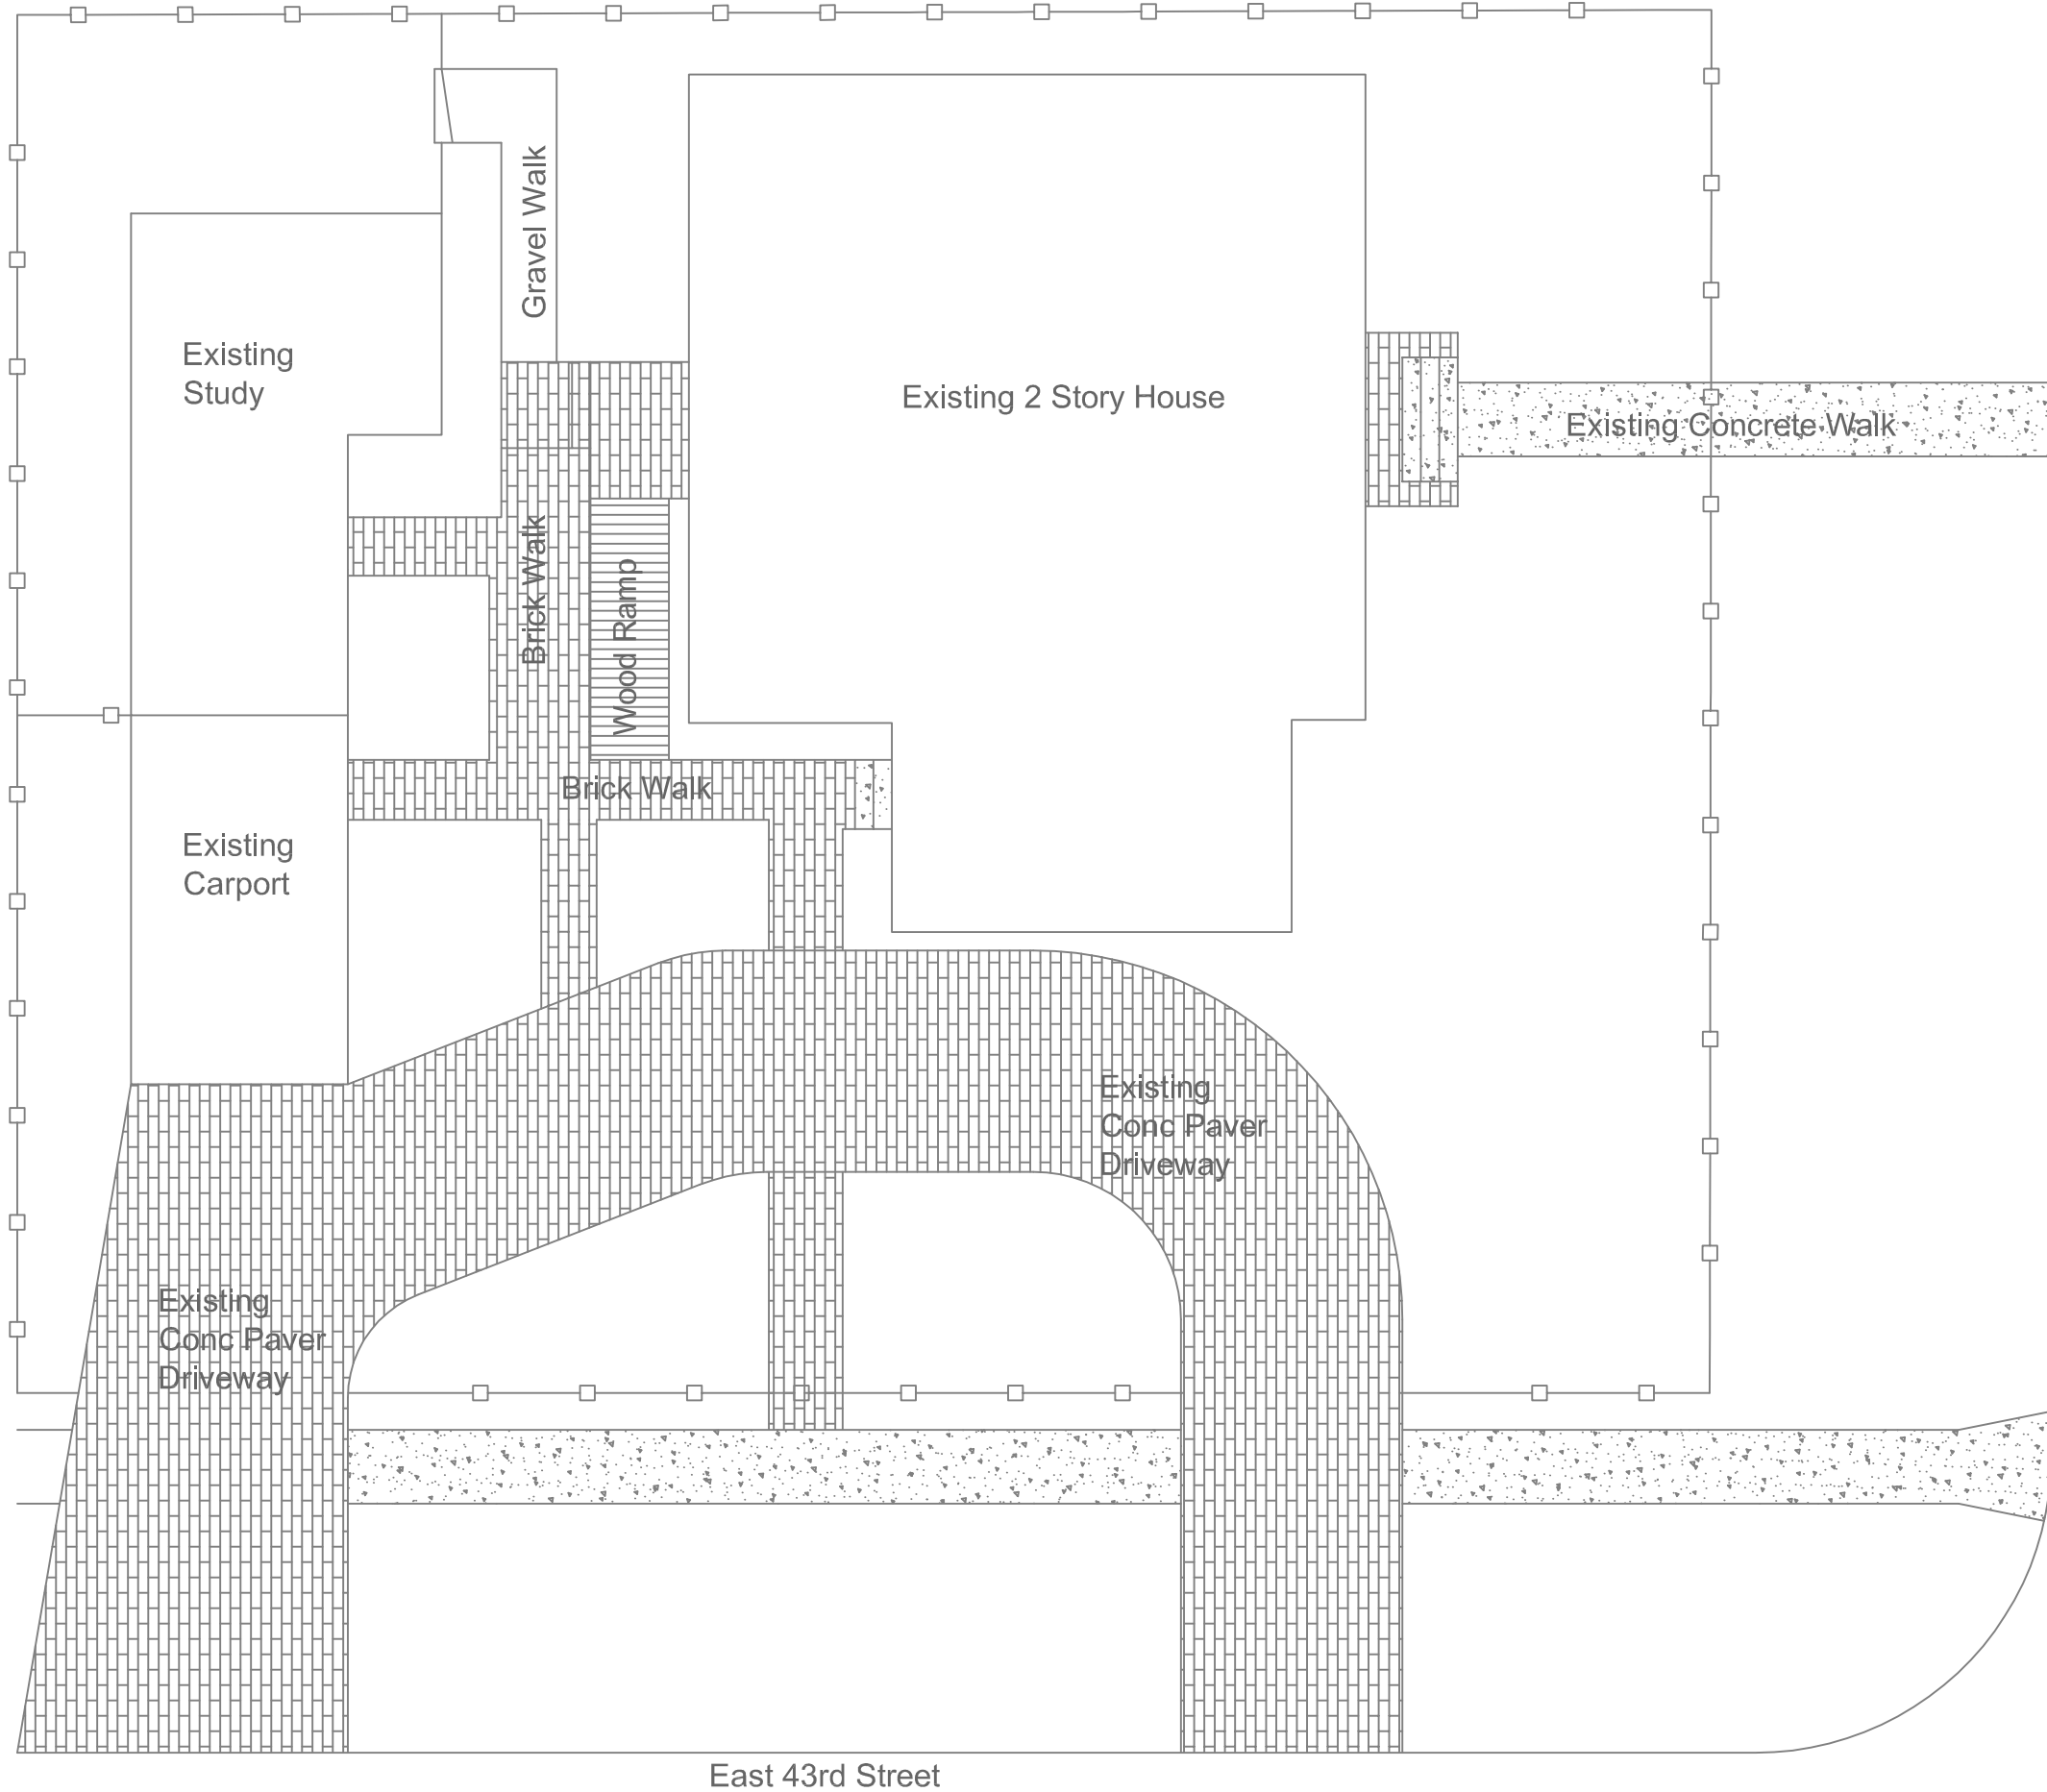 Gravel Walk
Existing
Study
Existing 2 Story House
Existing Concrete Walk
Brick Walk
Wood Ramp
Brick Walk
Existing
Carport
Existing
Conc Paver
Driveway
Existing
Conc Paver
Driveway
East 43rd Street